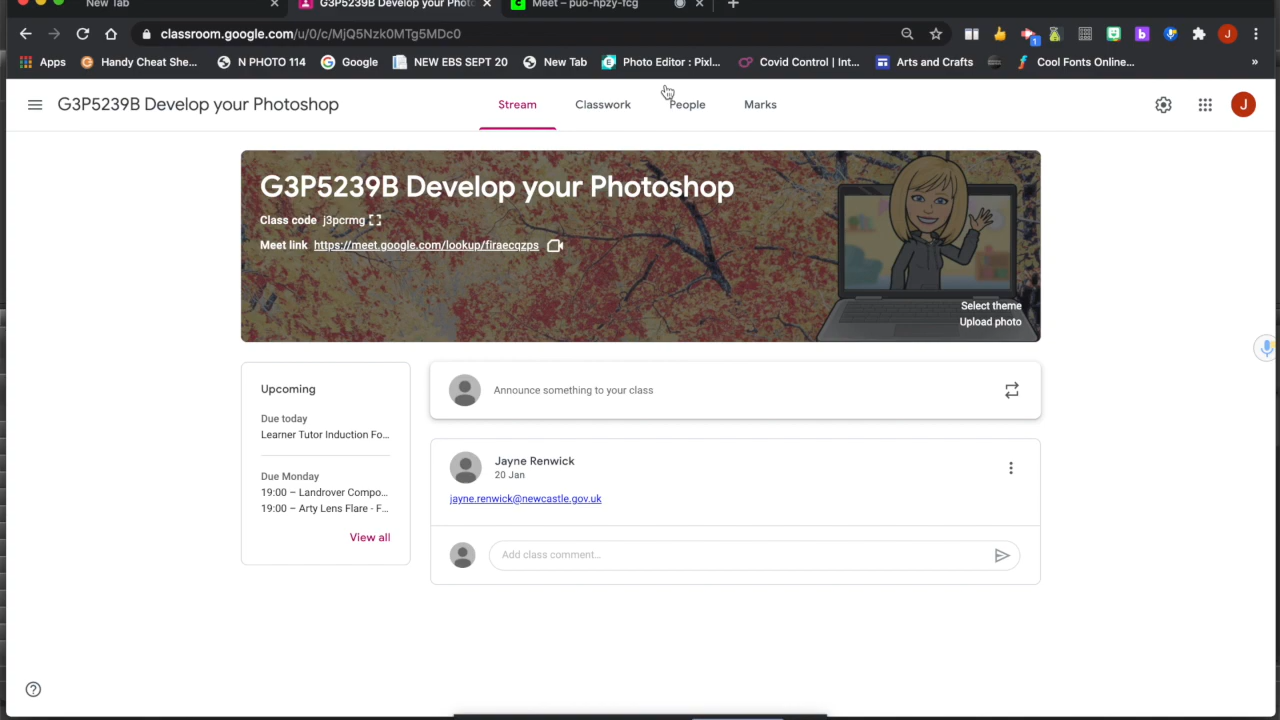 New Tab
G3P5239B Develop your Photo
Meet – puo-npzy-fcg
classroom.google.com/u/0/c/MjQ5Nzk0MTg5MDc0
Apps
Handy Cheat She...
N PHOTO 114
Google
NEW EBS SEPT 20
New Tab
Photo Editor : Pixl...
Covid Control | Int...
Arts and Crafts
Cool Fonts Online...
»
G3P5239B Develop your Photoshop
Stream
Classwork
People
Marks
J
G3P5239B Develop your Photoshop
Class code j3pcrmg
Meet link https://meet.google.com/lookup/firaecqzps
Select theme
Upload photo
Upcoming
Due today
Learner Tutor Induction Fo...
Due Monday
19:00 – Landrover Compo...
19:00 – Arty Lens Flare - F...
View all
Announce something to your class
Jayne Renwick
20 Jan
jayne.renwick@newcastle.gov.uk
Add class comment...